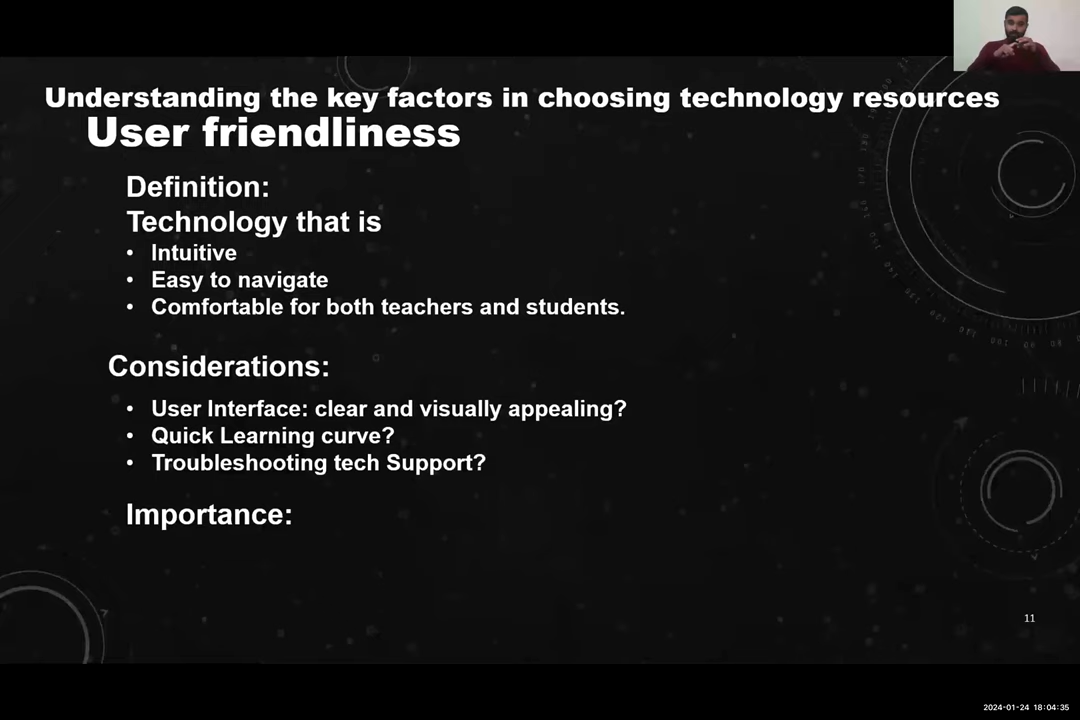 Understanding the key factors in choosing technology resources
User friendliness
Definition:
Technology that is
• Intuitive
• Easy to navigate
• Comfortable for both teachers and students.
Considerations:
• User Interface: clear and visually appealing?
• Quick Learning curve?
• Troubleshooting tech Support?
Importance:
11
2024-01-24 18:04:35